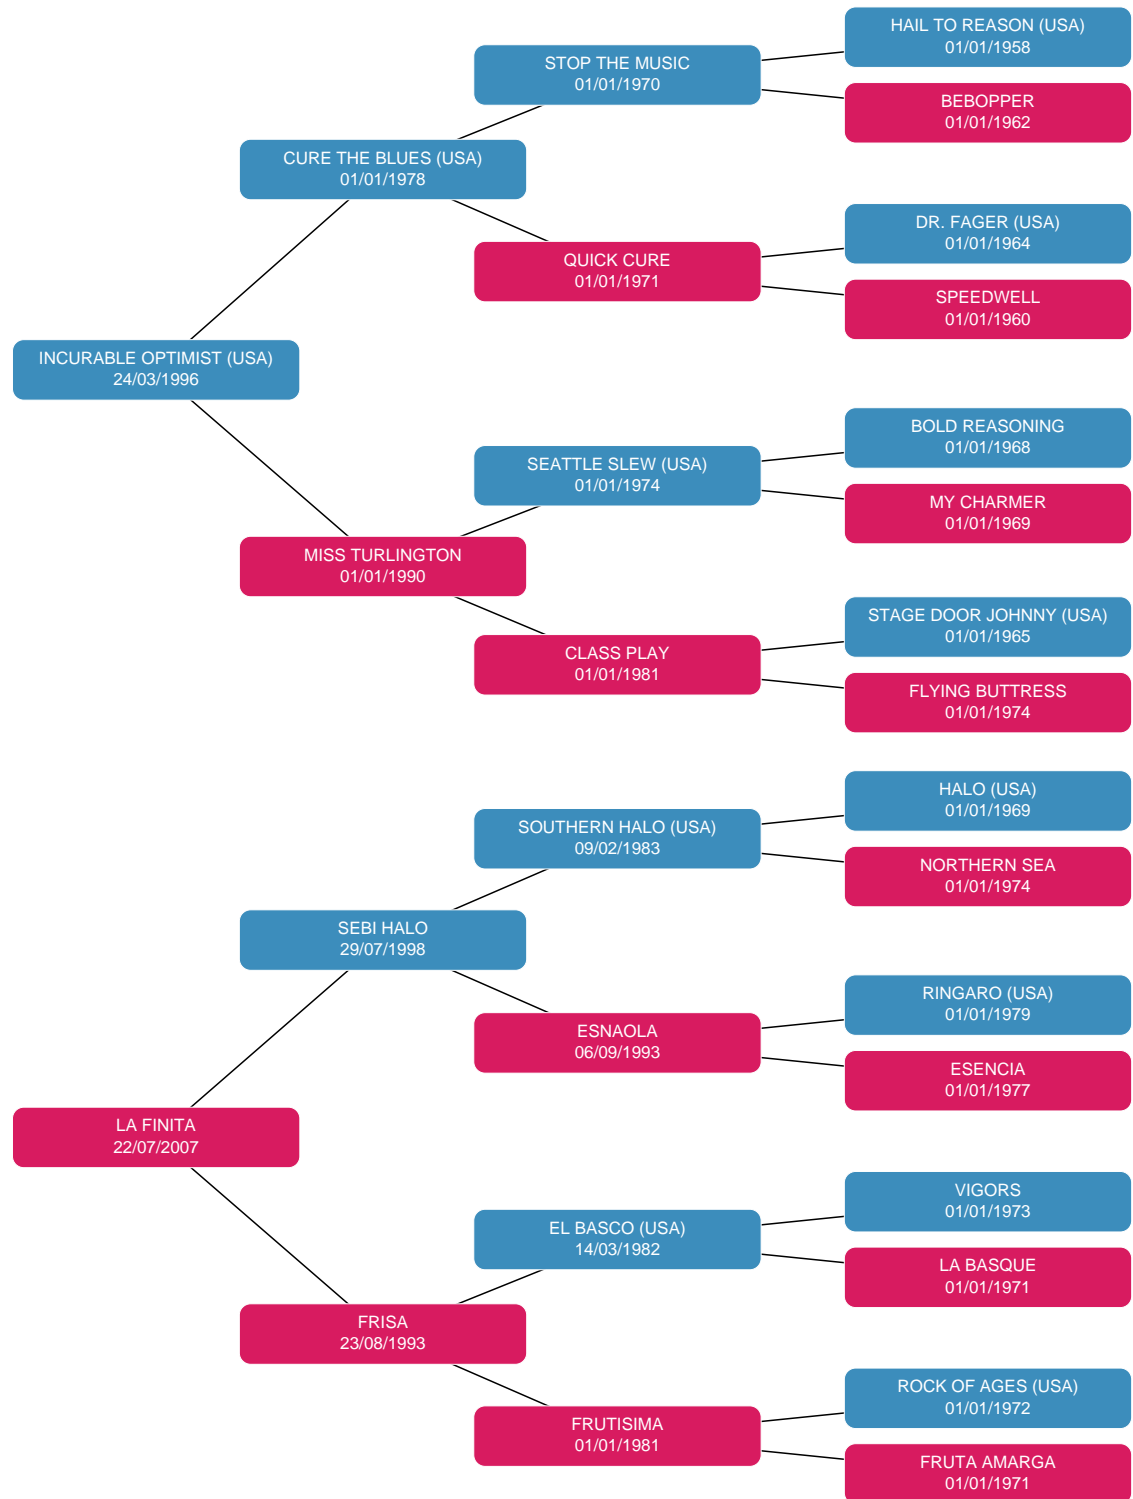 HAIL TO REASON (USA)
01/01/1958
STOP THE MUSIC
01/01/1970
BEBOPPER
01/01/1962
CURE THE BLUES (USA)
01/01/1978
DR. FAGER (USA)
01/01/1964
QUICK CURE
01/01/1971
SPEEDWELL
01/01/1960
INCURABLE OPTIMIST (USA)
24/03/1996
BOLD REASONING
01/01/1968
SEATTLE SLEW (USA)
01/01/1974
MY CHARMER
01/01/1969
MISS TURLINGTON
01/01/1990
STAGE DOOR JOHNNY (USA)
01/01/1965
CLASS PLAY
01/01/1981
FLYING BUTTRESS
01/01/1974
HALO (USA)
01/01/1969
SOUTHERN HALO (USA)
09/02/1983
NORTHERN SEA
01/01/1974
SEBI HALO
29/07/1998
RINGARO (USA)
01/01/1979
ESNAOLA
06/09/1993
ESENCIA
01/01/1977
LA FINITA
22/07/2007
VIGORS
01/01/1973
EL BASCO (USA)
14/03/1982
LA BASQUE
01/01/1971
FRISA
23/08/1993
ROCK OF AGES (USA)
01/01/1972
FRUTISIMA
01/01/1981
FRUTA AMARGA
01/01/1971